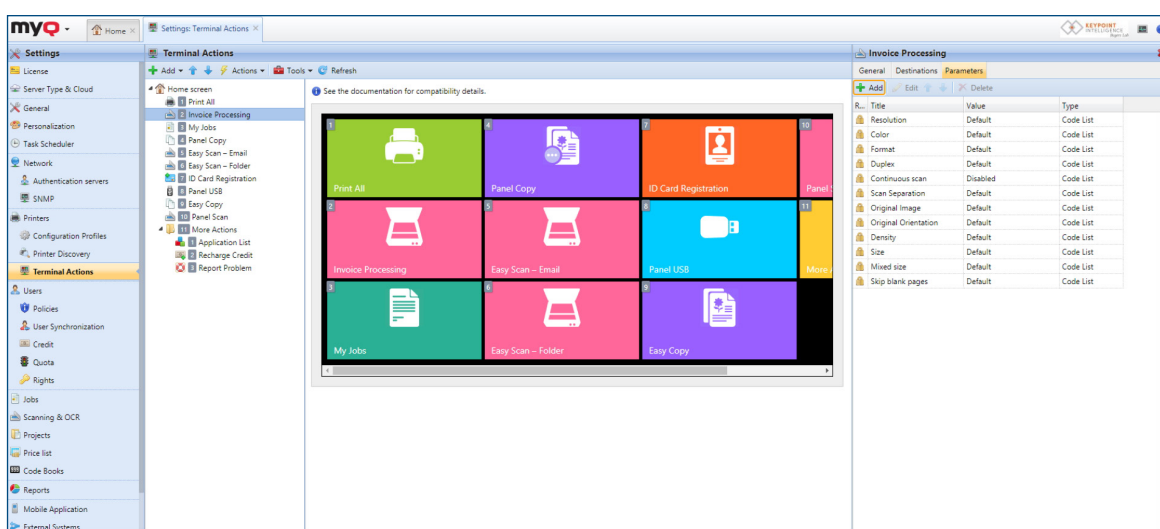 myQ
Home
Settings: Terminal Actions
KEYPOINT
INTELLIGENCE
Settings
License
Server Type & Cloud
General
Personalization
Task Scheduler
Network
Authentication servers
SNMP
Printers
Configuration Profiles
Printer Discovery
Terminal Actions
Users
Policies
User Synchronization
Credit
Quota
Rights
Jobs
Scanning & OCR
Projects
Price list
Code Books
Reports
Mobile Application
External Systems
Terminal Actions
Add Actions Tools Refresh
Home screen
1 Print All
2 Invoice Processing
3 My Jobs
4 Panel Copy
5 Easy Scan – Email
6 Easy Scan – Folder
7 ID Card Registration
8 Panel USB
9 Easy Copy
10 Panel Scan
11 More Actions
1 Application List
2 Recharge Credit
3 Report Problem
See the documentation for compatibility details.
1 4 7 10
Print All Panel Copy ID Card Registration Panel
2 5 8 11
Invoice Processing Easy Scan – Email Panel USB More
3 6 9
My Jobs Easy Scan – Folder Easy Copy
Invoice Processing
General Destinations Parameters
Add Edit Delete
R... Title Value Type
Resolution Default Code List
Color Default Code List
Format Default Code List
Duplex Default Code List
Continuous scan Disabled Code List
Scan Separation Default Code List
Original Image Default Code List
Original Orientation Default Code List
Density Default Code List
Size Default Code List
Mixed size Default Code List
Skip blank pages Default Code List